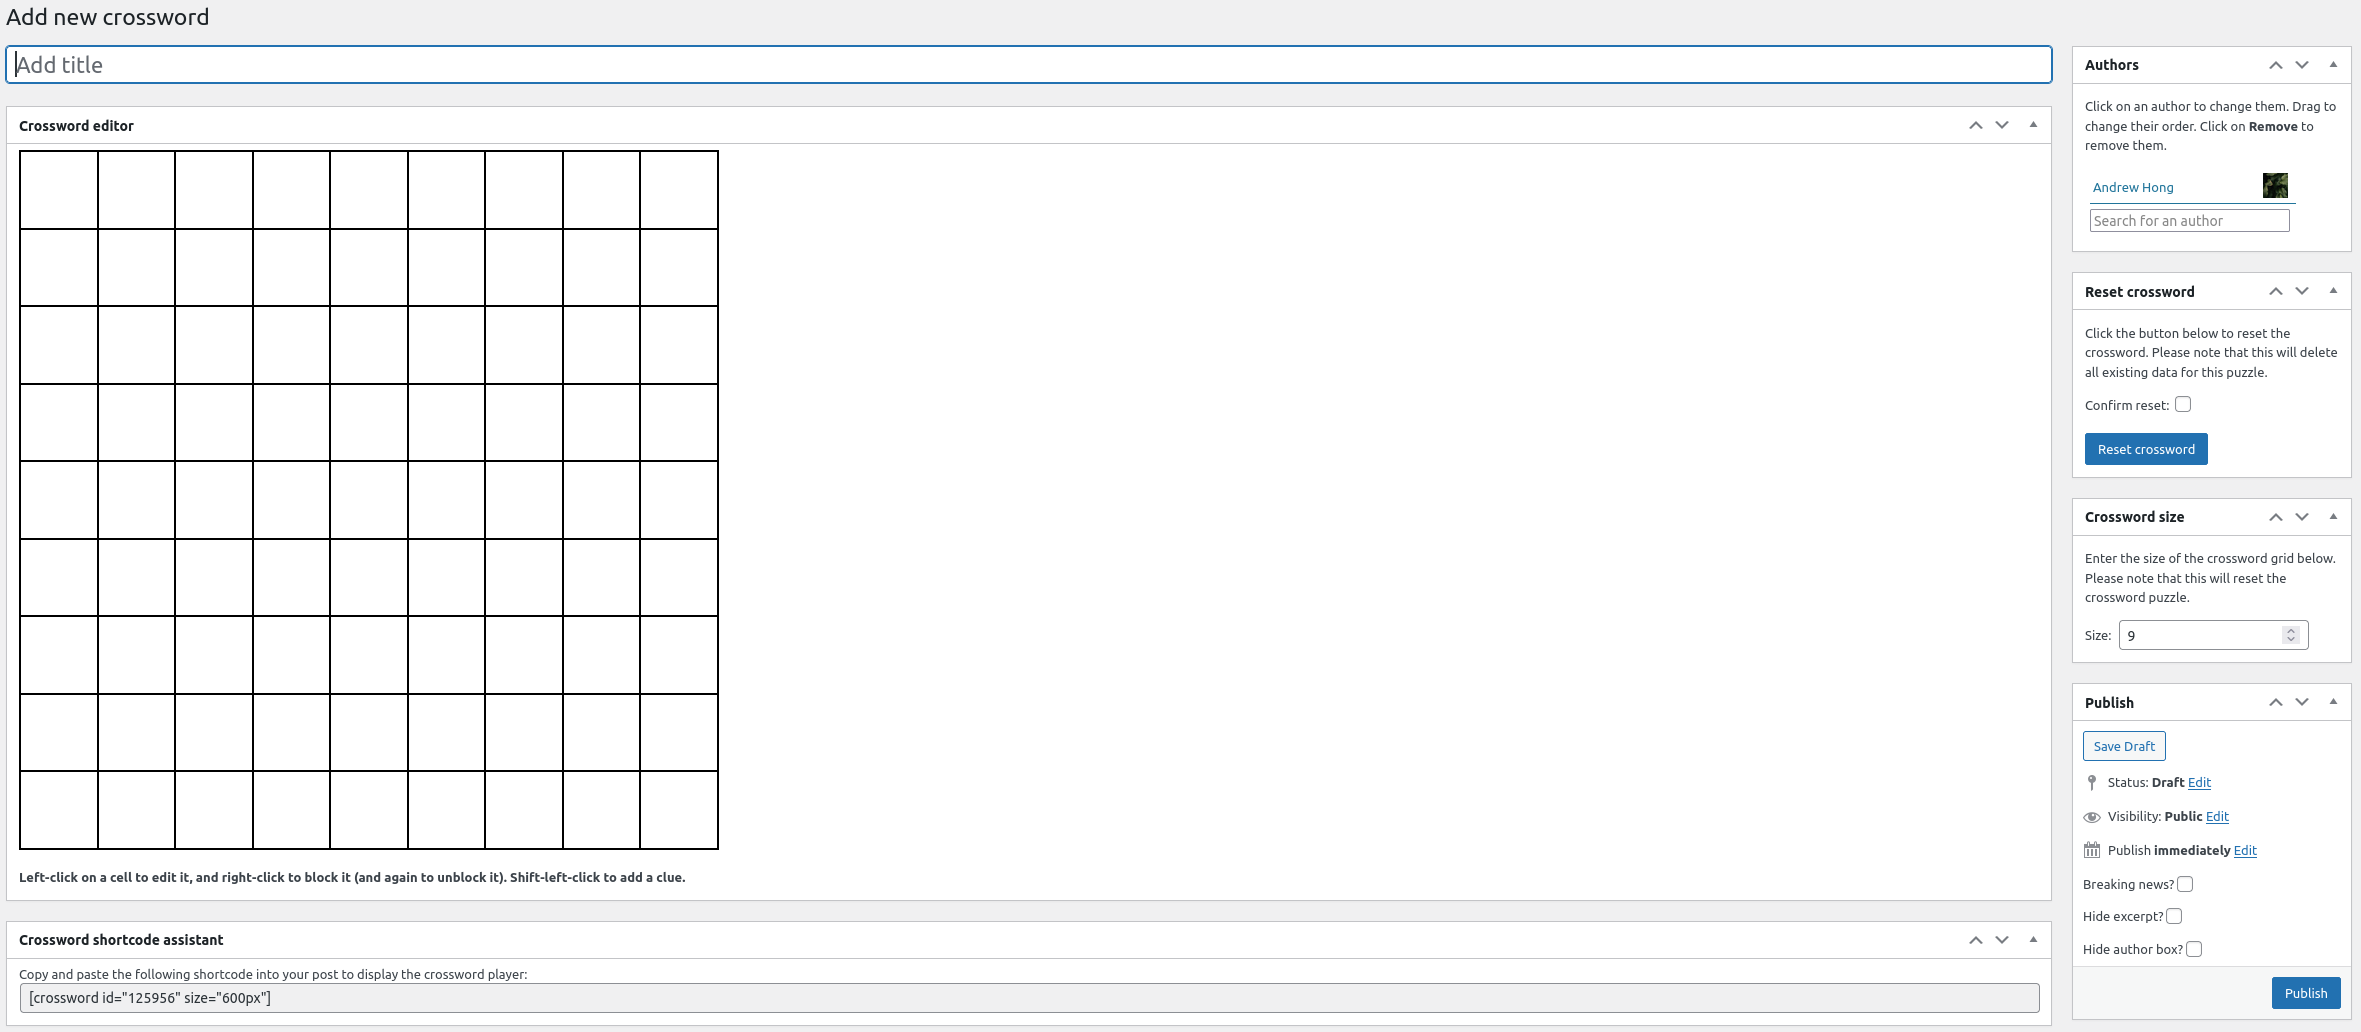 Add new crossword
Add title
Crossword editor
Left-click on a cell to edit it, and right-click to block it (and again to unblock it). Shift-left-click to add a clue.
Crossword shortcode assistant
Copy and paste the following shortcode into your post to display the crossword player:
[crossword id="125956" size="600px"]
Authors
Click on an author to change them. Drag to
change their order. Click on Remove to
remove them.
Andrew Hong
Search for an author
Reset crossword
Click the button below to reset the
crossword. Please note that this will delete
all existing data for this puzzle.
Confirm reset:
Reset crossword
Crossword size
Enter the size of the crossword grid below.
Please note that this will reset the
crossword puzzle.
Size: 9
Publish
Save Draft
Status: Draft Edit
Visibility: Public Edit
Publish immediately Edit
Breaking news?
Hide excerpt?
Hide author box?
Publish